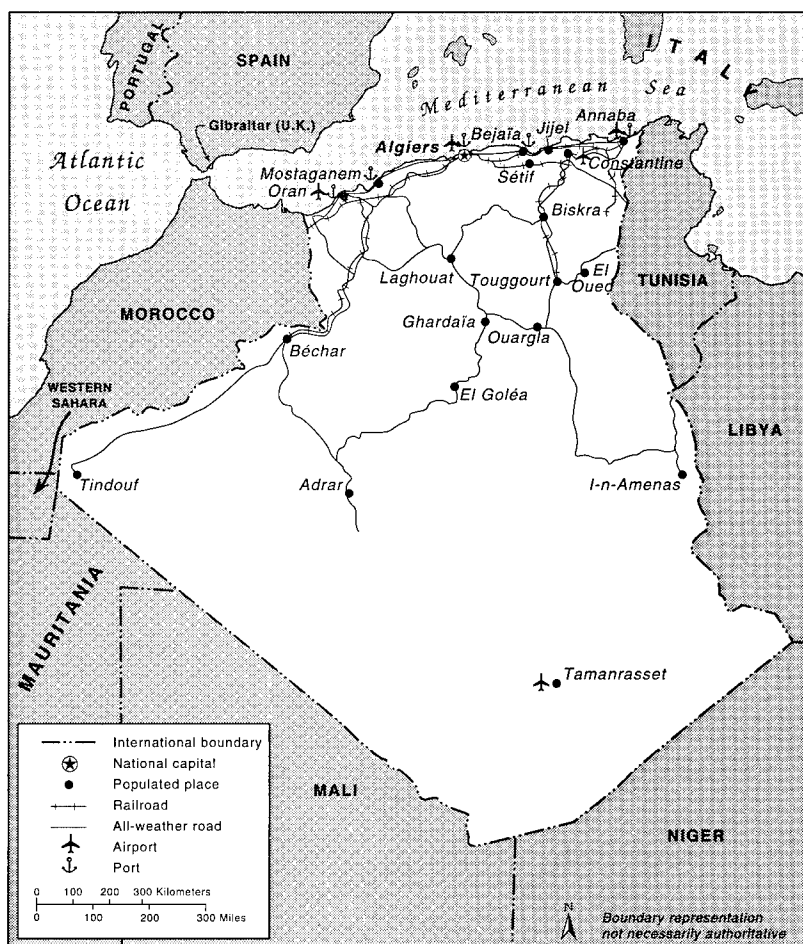 PORTUGAL
SPAIN
ITALY
Mediterranean Sea
Gibraltar (U.K.)
Atlantic
Ocean
Algiers
Bejaïa
Jijel
Annaba
Mostaganem
Oran
Sétif
Constantine
Biskra
Laghouat
Touggourt
El
Oued
TUNISIA
MOROCCO
Ghardaïa
Ouargla
Béchar
WESTERN
SAHARA
El Goléa
LIBYA
Tindouf
Adrar
I-n-Amenas
MAURITANIA
Tamanrasset
International boundary
National capital
Populated place
Railroad
All-weather road
Airport
Port
0 100 200 300 Kilometers
0 100 200 300 Miles
MALI
NIGER
N
Boundary representation
not necessarily authoritative